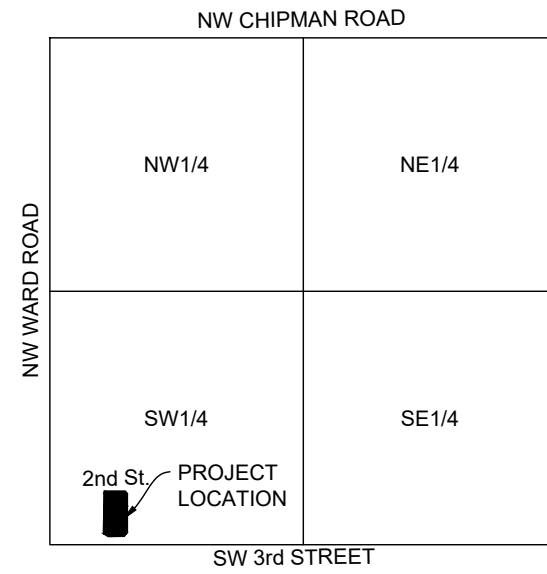 NW CHIPMAN ROAD
NW1/4
NE1/4
NW WARD ROAD
SW1/4
SE1/4
2nd St.
PROJECT
LOCATION
SW 3rd STREET